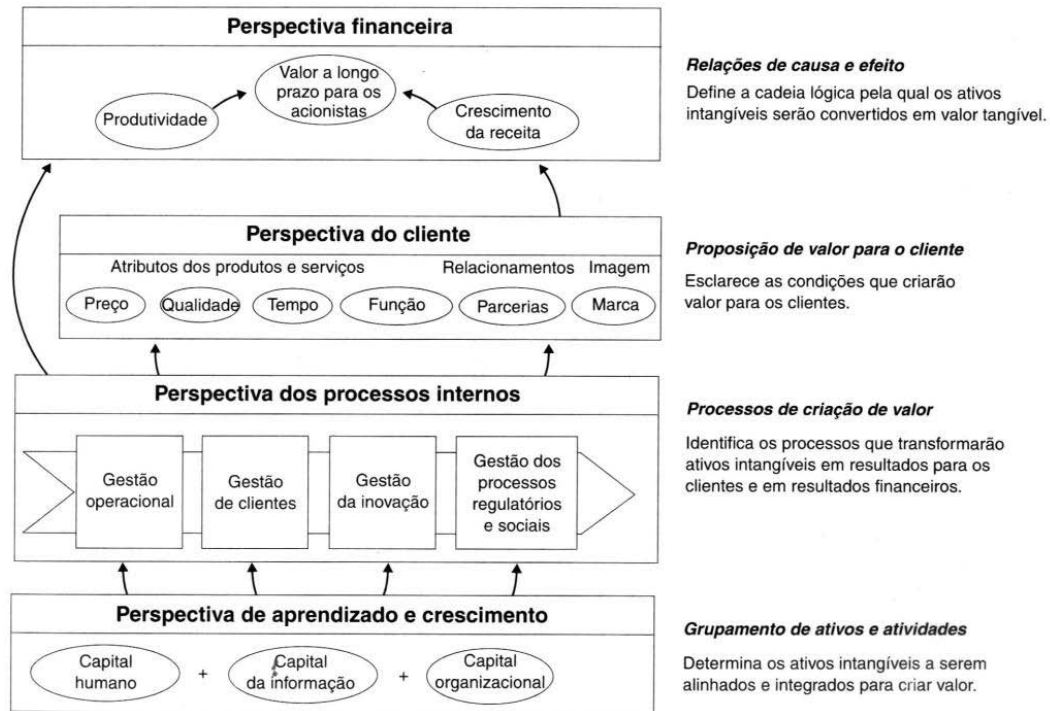 Perspectiva financeira
Valor a longo
prazo para os
acionistas
Produtividade
Crescimento
da receita
Relações de causa e efeito
Define a cadeia lógica pela qual os ativos
intangíveis serão convertidos em valor tangível.
Perspectiva do cliente
Atributos dos produtos e serviços
Relacionamentos
Imagem
Preço
Qualidade
Tempo
Função
Parcerias
Marca
Proposição de valor para o cliente
Esclarece as condições que criarão
valor para os clientes.
Perspectiva dos processos internos
Gestão
operacional
Gestão
de clientes
Gestão
da inovação
Gestão dos
processos
regulatórios
e sociais
Processos de criação de valor
Identifica os processos que transformarão
ativos intangíveis em resultados para os
clientes e em resultados financeiros.
Perspectiva de aprendizado e crescimento
Capital
humano
+
Capital
da informação
+
Capital
organizacional
Grupamento de ativos e atividades
Determina os ativos intangíveis a serem
alinhados e integrados para criar valor.